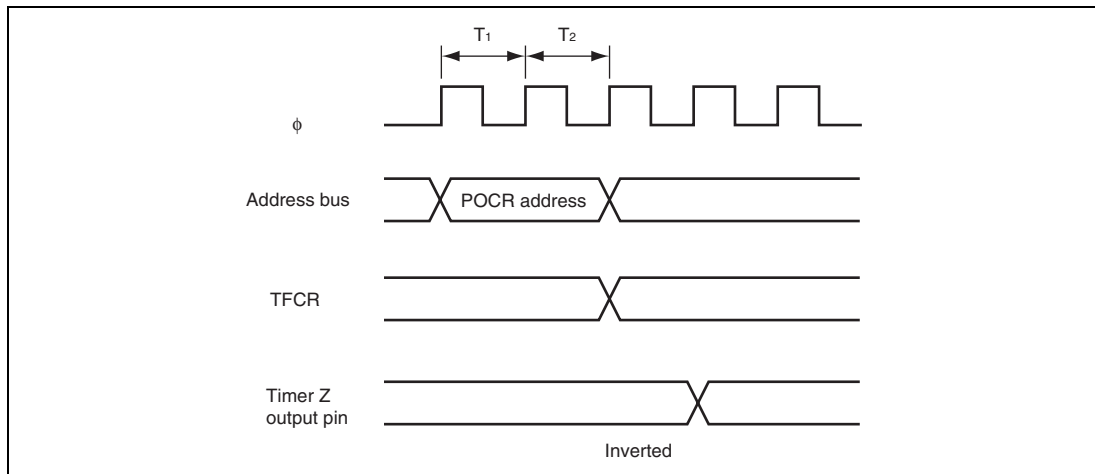 T1 T2
ϕ
Address bus
POCR address
TFCR
Timer Z
output pin
Inverted